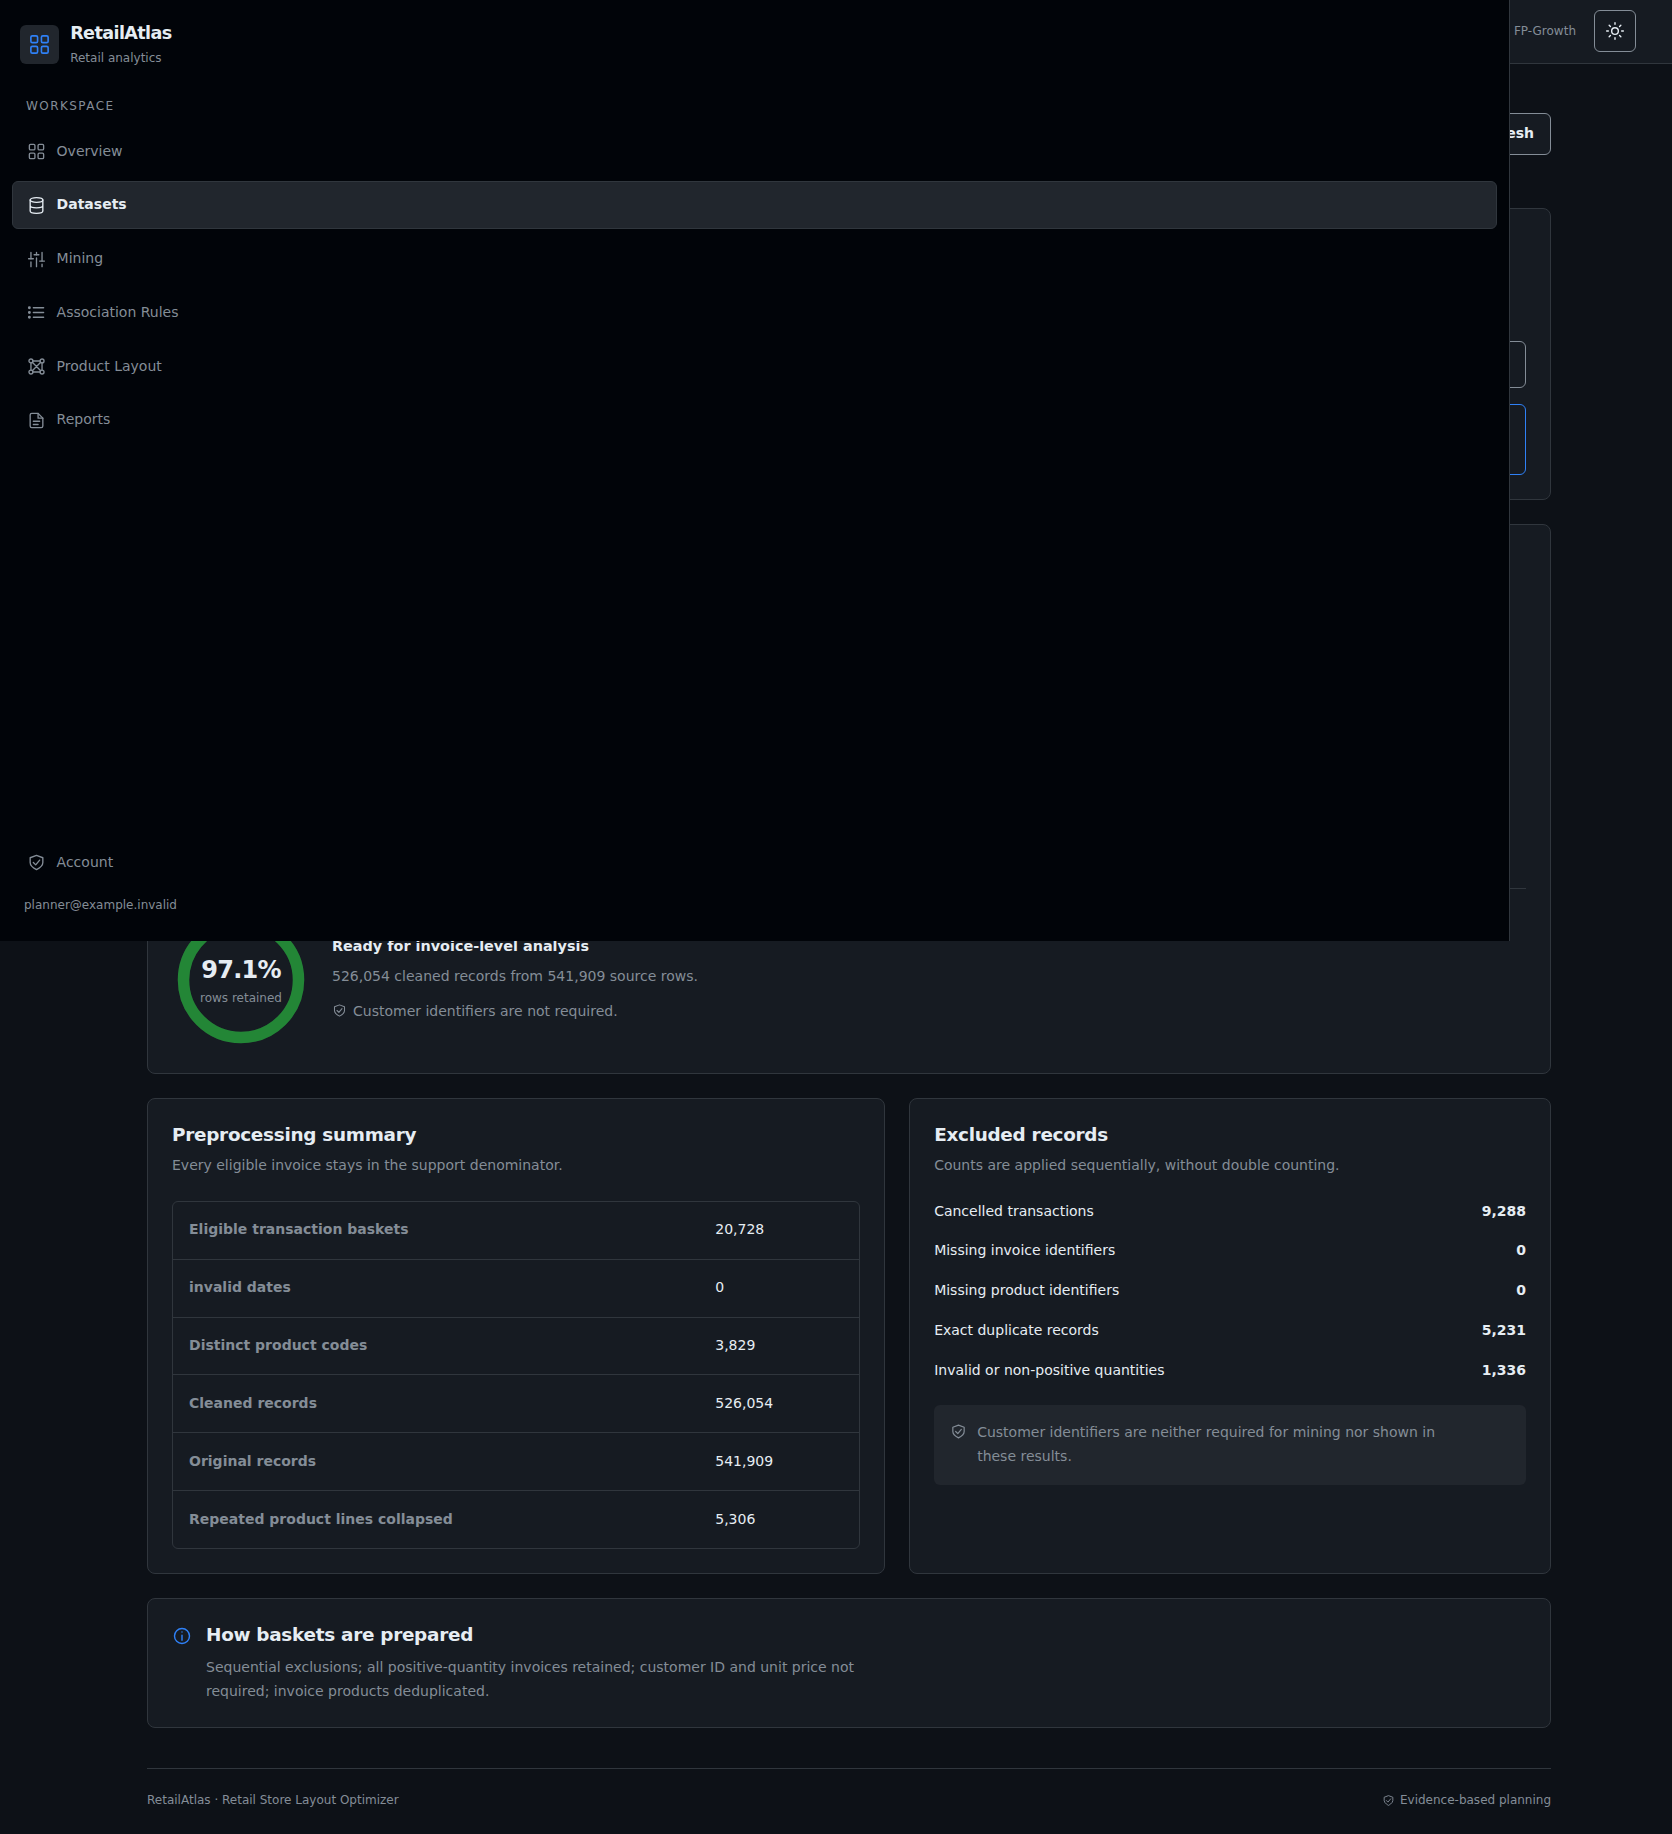 RetailAtlas
Retail analytics
FP-Growth
WORKSPACE
Overview
Datasets
Mining
Association Rules
Product Layout
Reports
Account
planner@example.invalid
97.1%
rows retained
Ready for invoice-level analysis
526,054 cleaned records from 541,909 source rows.
Customer identifiers are not required.
Preprocessing summary
Every eligible invoice stays in the support denominator.
Eligible transaction baskets 20,728
invalid dates 0
Distinct product codes 3,829
Cleaned records 526,054
Original records 541,909
Repeated product lines collapsed 5,306
Excluded records
Counts are applied sequentially, without double counting.
Cancelled transactions 9,288
Missing invoice identifiers 0
Missing product identifiers 0
Exact duplicate records 5,231
Invalid or non-positive quantities 1,336
Customer identifiers are neither required for mining nor shown in
these results.
How baskets are prepared
Sequential exclusions; all positive-quantity invoices retained; customer ID and unit price not
required; invoice products deduplicated.
RetailAtlas · Retail Store Layout Optimizer
Evidence-based planning